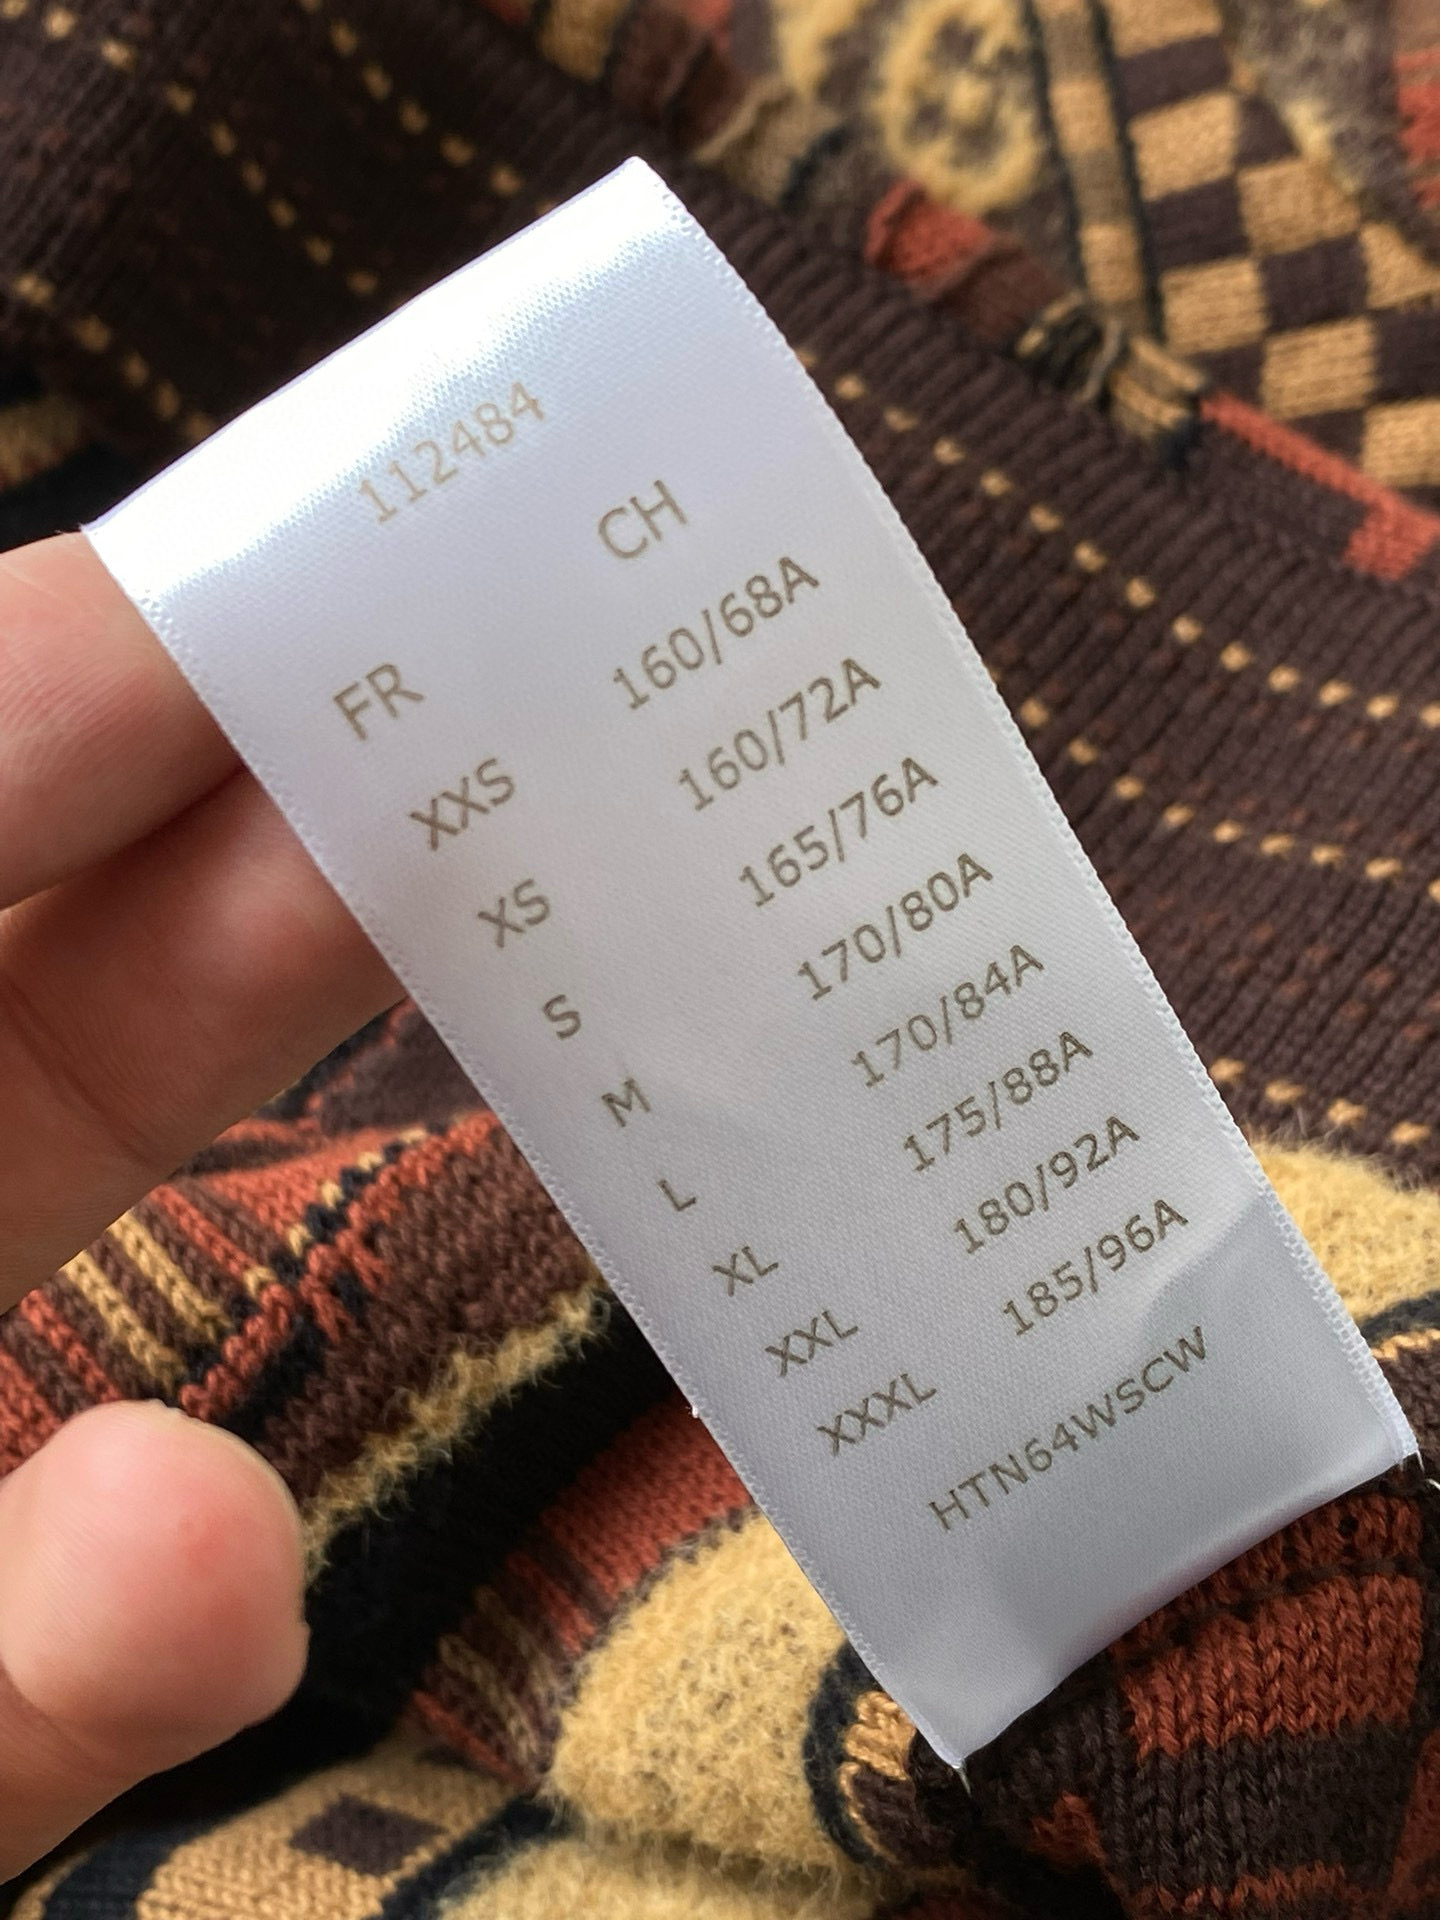 112484
FR CH
XXS 160/68A
XS 160/72A
S 165/76A
M 170/80A
L 170/84A
XL 175/88A
XXL 180/92A
XXXL 185/96A
HTN64WSCW